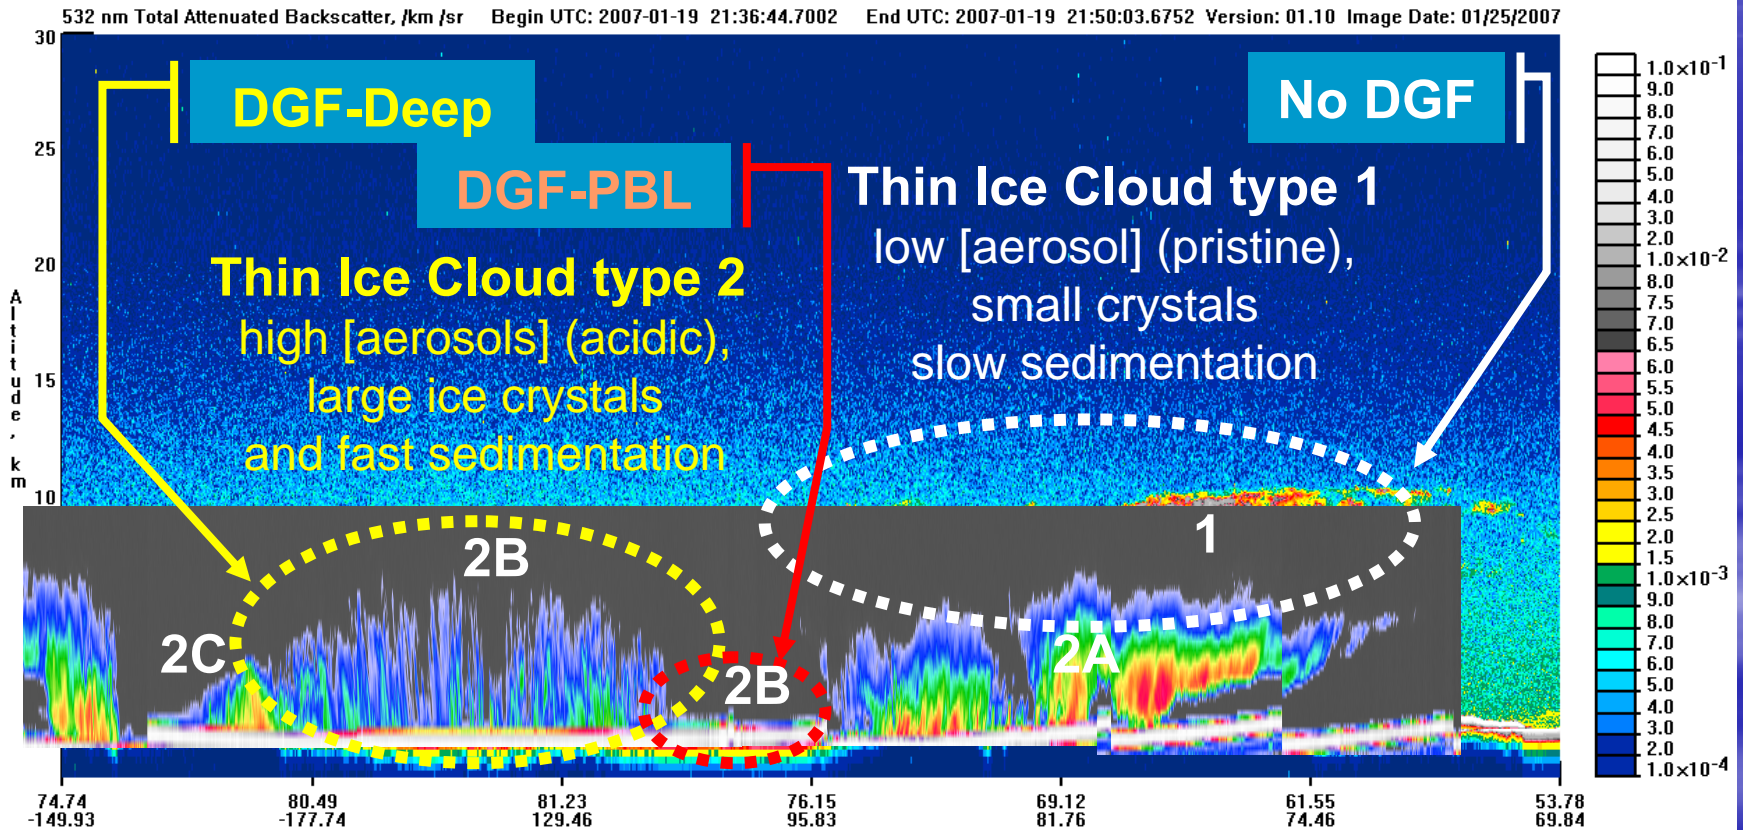 532 nm Total Attenuated Backscatter, /km /sr Begin UTC: 2007-01-19 21:36:44.7002 End UTC: 2007-01-19 21:50:03.6752 Version: 01.10 Image Date: 01/25/2007
DGF-Deep
DGF-PBL
No DGF
Thin Ice Cloud type 2
high [aerosols] (acidic),
large ice crystals
and fast sedimentation
Thin Ice Cloud type 1
low [aerosol] (pristine),
small crystals
slow sedimentation
2B
1
2C
2B
2A
Altitude, km
30
25
20
15
10
74.74 80.49 81.23 76.15 69.12 61.55 53.78
-149.93 -177.74 129.46 95.83 81.76 74.46 69.84
1.0×10-1
9.0
8.0
7.0
6.0
5.0
4.0
3.0
2.0
1.0×10-2
8.0
7.5
7.0
6.5
6.0
5.5
5.0
4.5
4.0
3.5
3.0
2.5
2.0
1.5
1.0×10-3
9.0
8.0
7.0
6.0
5.0
4.0
3.0
2.0
1.0×10-4